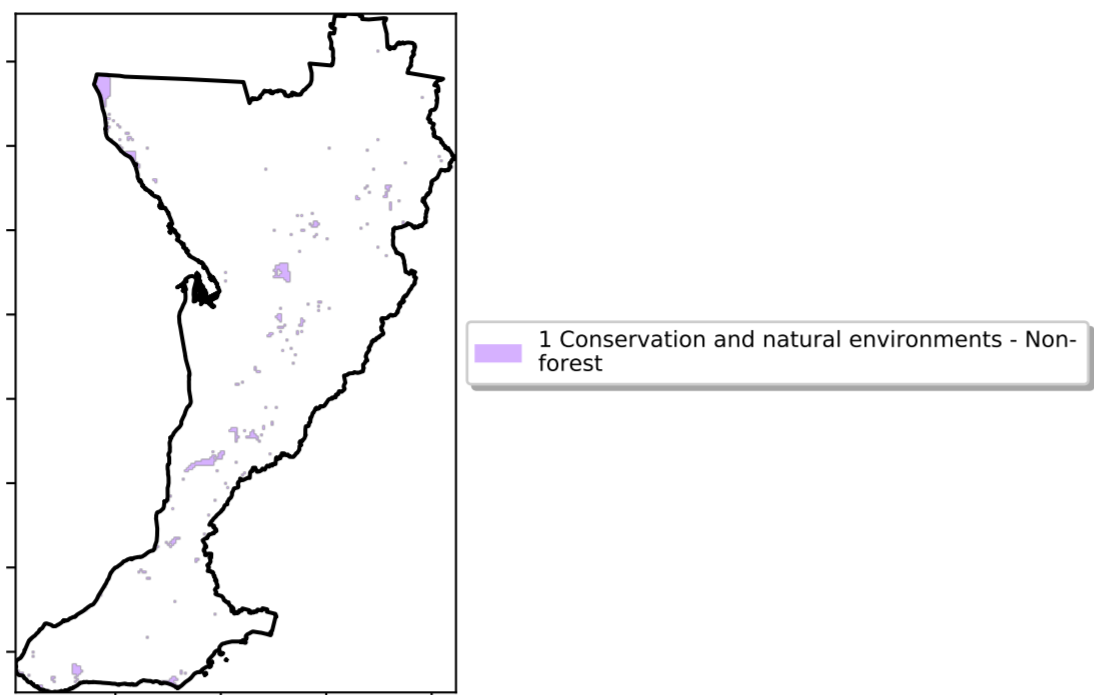 1 Conservation and natural environments - Non-
forest